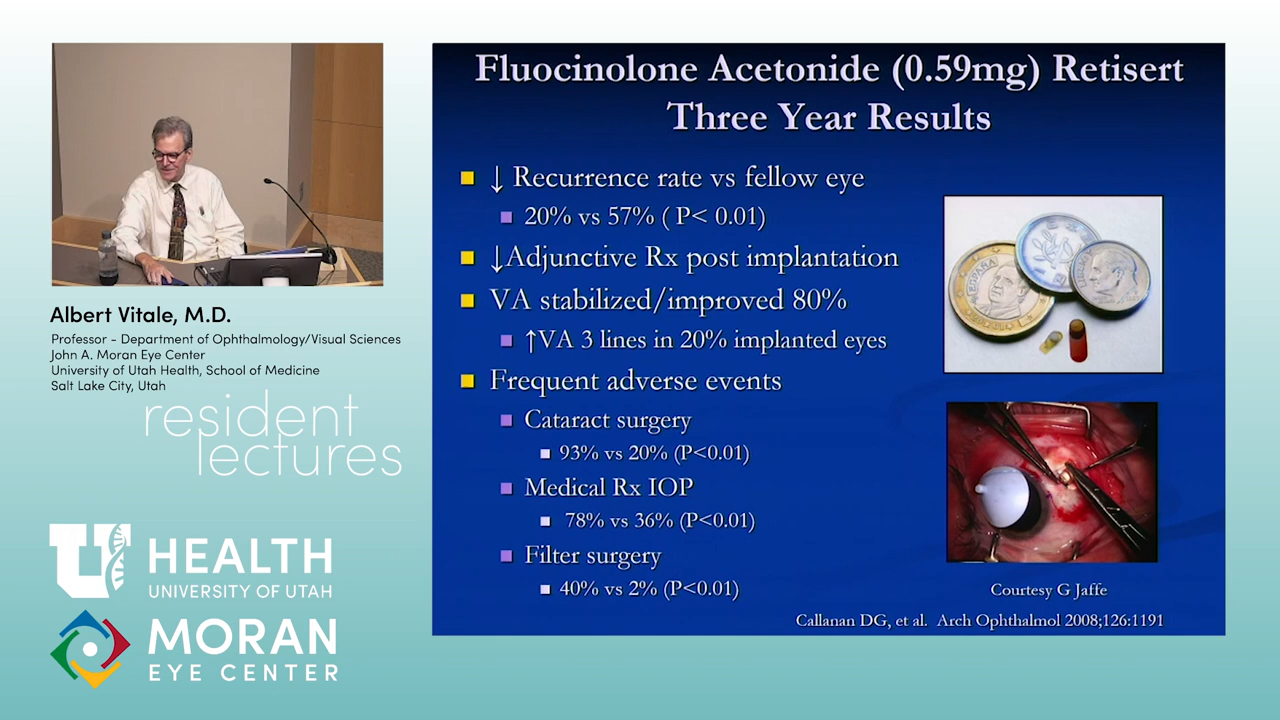 Fluocinolone Acetonide (0.59mg) Retisert
Three Year Results
↓ Recurrence rate vs fellow eye
20% vs 57% ( P< 0.01)
↓Adjunctive Rx post implantation
VA stabilized/improved 80%
↑VA 3 lines in 20% implanted eyes
Frequent adverse events
Cataract surgery
93% vs 20% (P<0.01)
Medical Rx IOP
78% vs 36% (P<0.01)
Filter surgery
40% vs 2% (P<0.01)
ESPAÑA
Courtesy G Jaffe
Callanan DG, et al. Arch Ophthalmol 2008;126:1191
Albert Vitale, M.D.
Professor - Department of Ophthalmology/Visual Sciences
John A. Moran Eye Center
University of Utah Health, School of Medicine
Salt Lake City, Utah
resident
lectures
U HEALTH
UNIVERSITY OF UTAH
MORAN
EYE CENTER